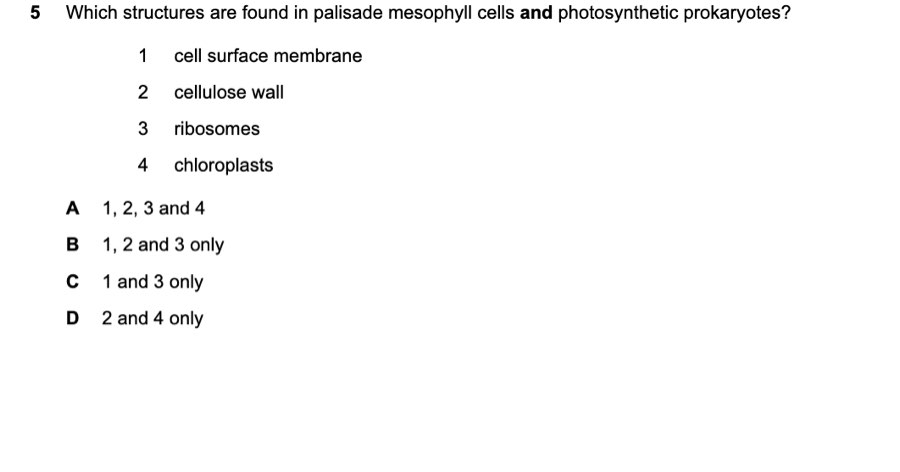 5 Which structures are found in palisade mesophyll cells and photosynthetic prokaryotes?
1 cell surface membrane
2 cellulose wall
3 ribosomes
4 chloroplasts
A 1, 2, 3 and 4
B 1, 2 and 3 only
C 1 and 3 only
D 2 and 4 only